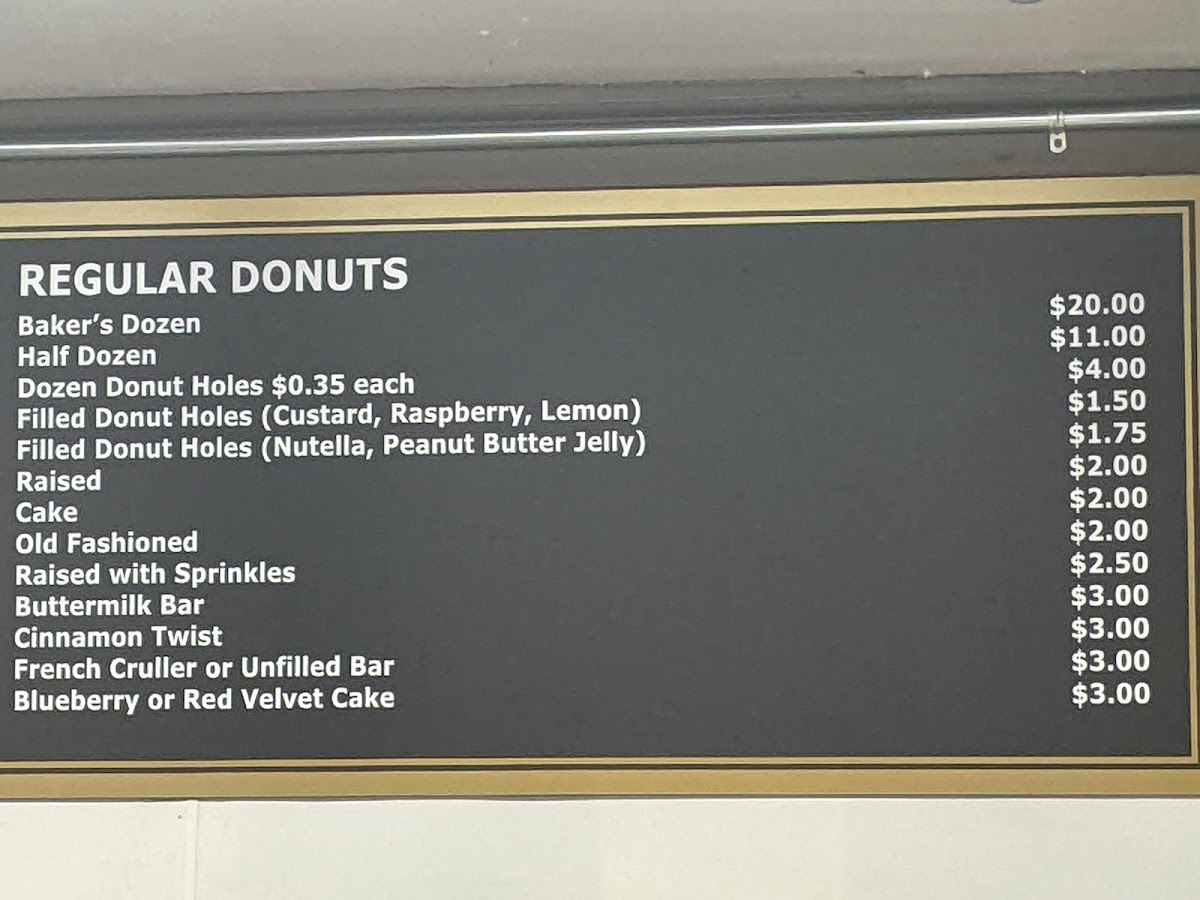 REGULAR DONUTS
Baker's Dozen $20.00
Half Dozen $11.00
Dozen Donut Holes $0.35 each $4.00
Filled Donut Holes (Custard, Raspberry, Lemon) $1.50
Filled Donut Holes (Nutella, Peanut Butter Jelly) $1.75
Raised $2.00
Cake $2.00
Old Fashioned $2.00
Raised with Sprinkles $2.50
Buttermilk Bar $3.00
Cinnamon Twist $3.00
French Cruller or Unfilled Bar $3.00
Blueberry or Red Velvet Cake $3.00